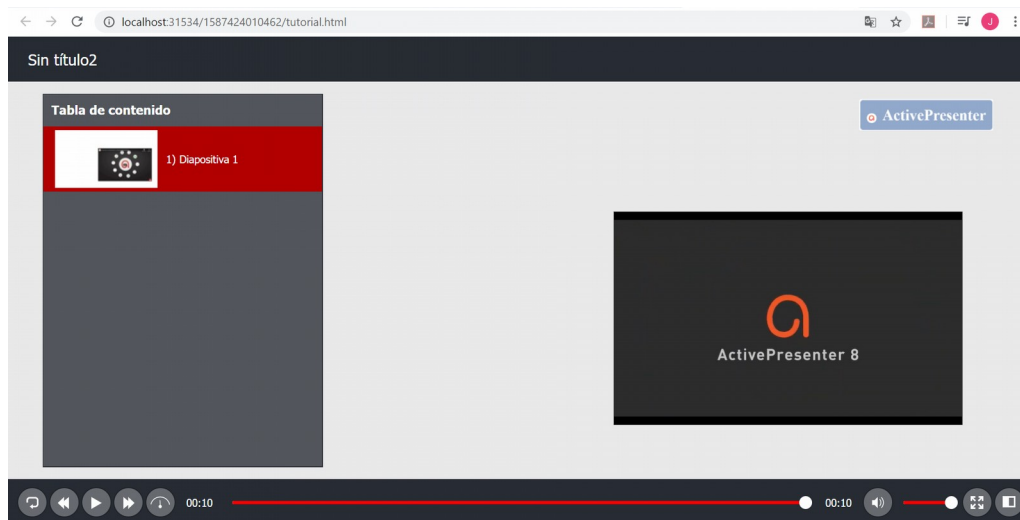 localhost:31534/1587424010462/tutorial.html
J
Sin título2
Tabla de contenido
1) Diapositiva 1
ActivePresenter
ActivePresenter 8
00:10
00:10